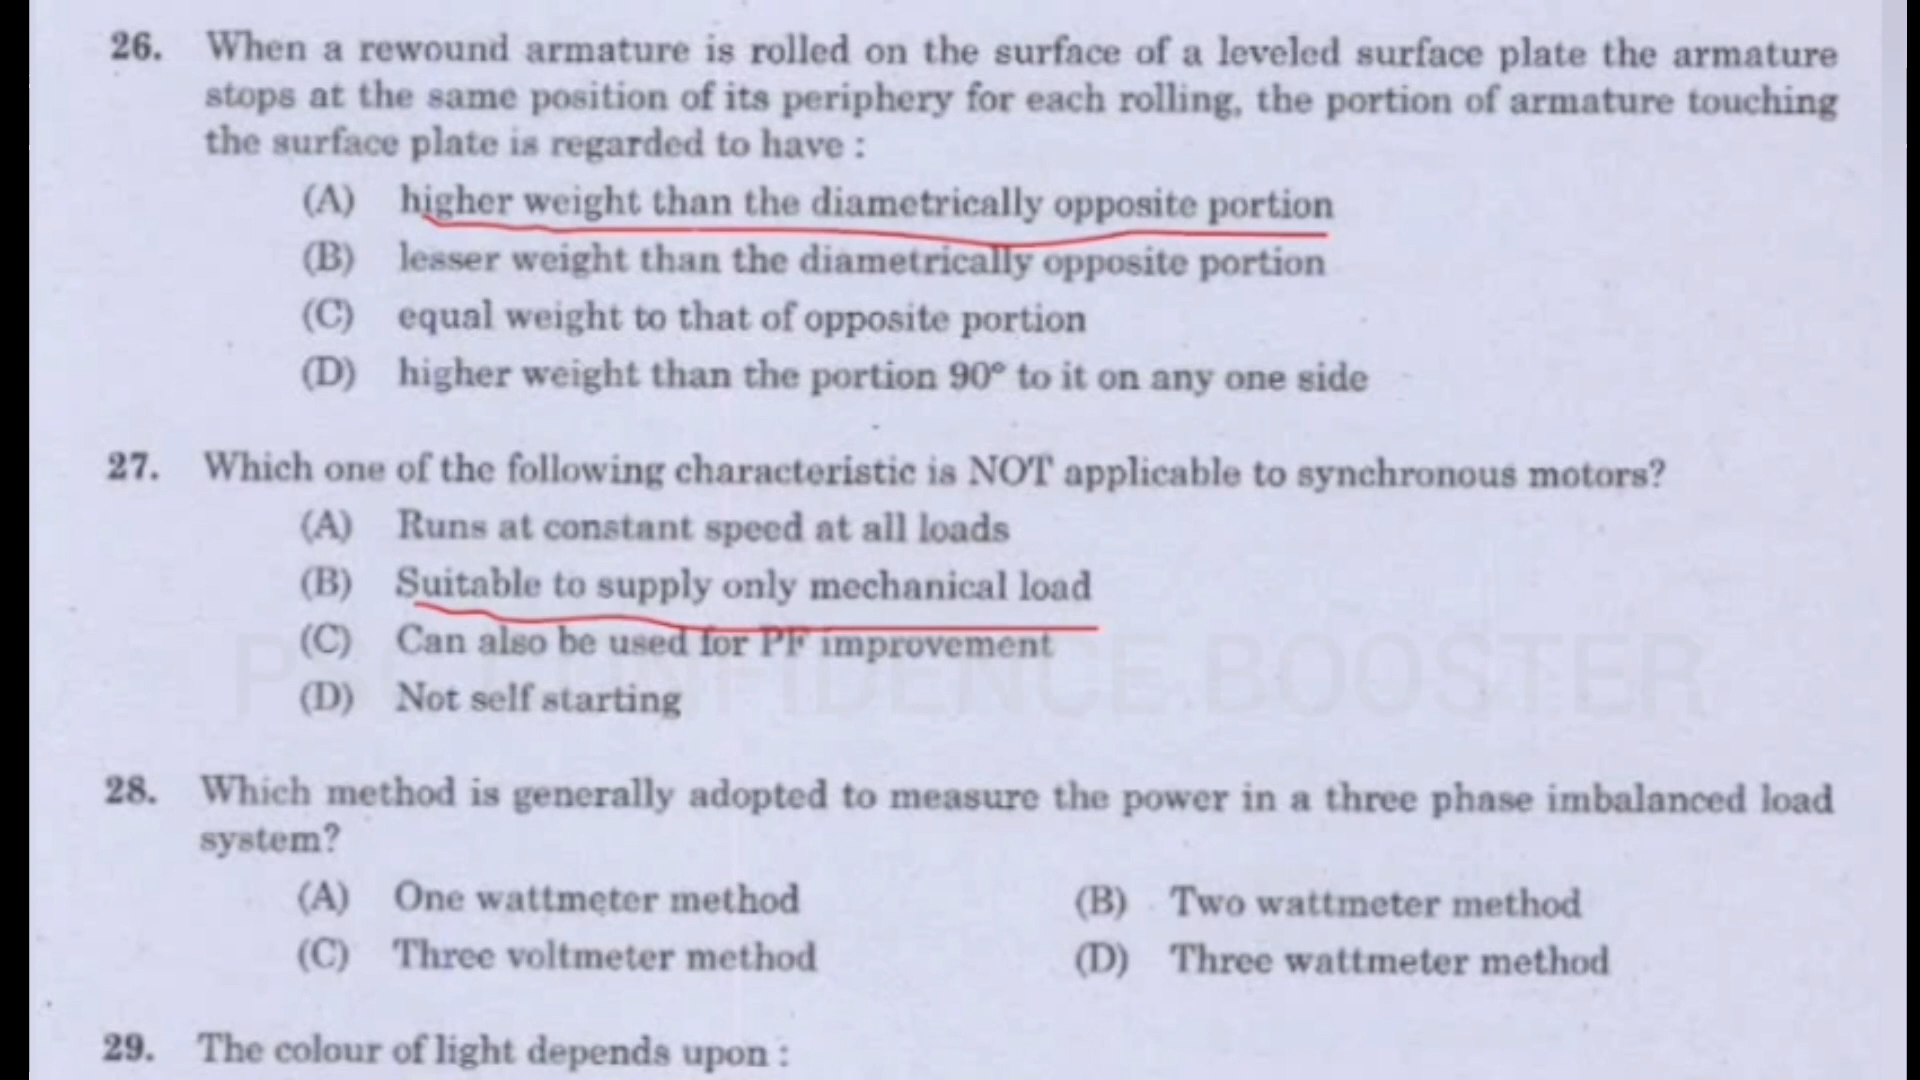 26. When a rewound armature is rolled on the surface of a leveled surface plate the armature
stops at the same position of its periphery for each rolling, the portion of armature touching
the surface plate is regarded to have :
(A) higher weight than the diametrically opposite portion
(B) lesser weight than the diametrically opposite portion
(C) equal weight to that of opposite portion
(D) higher weight than the portion 90° to it on any one side
27. Which one of the following characteristic is NOT applicable to synchronous motors?
(A) Runs at constant speed at all loads
(B) Suitable to supply only mechanical load
(C) Can also be used for PF improvement
(D) Not self starting
PSC CONFIDENCE BOOSTER
28. Which method is generally adopted to measure the power in a three phase imbalanced load
system?
(A) One wattmeter method (B) Two wattmeter method
(C) Three voltmeter method (D) Three wattmeter method
29. The colour of light depends upon :